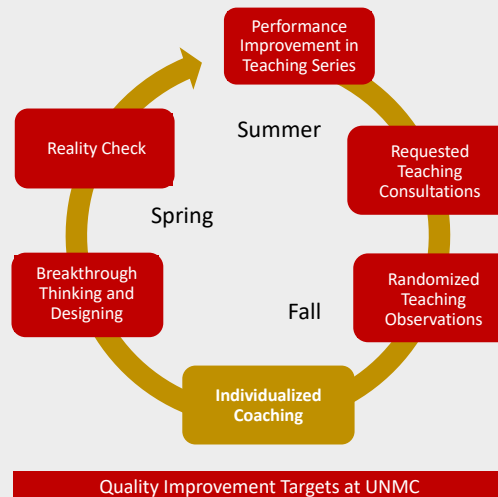 Performance
Improvement in
Teaching Series
Summer
Reality Check
Requested
Teaching
Consultations
Spring
Breakthrough
Thinking and
Designing
Randomized
Teaching
Observations
Fall
Individualized
Coaching
Quality Improvement Targets at UNMC